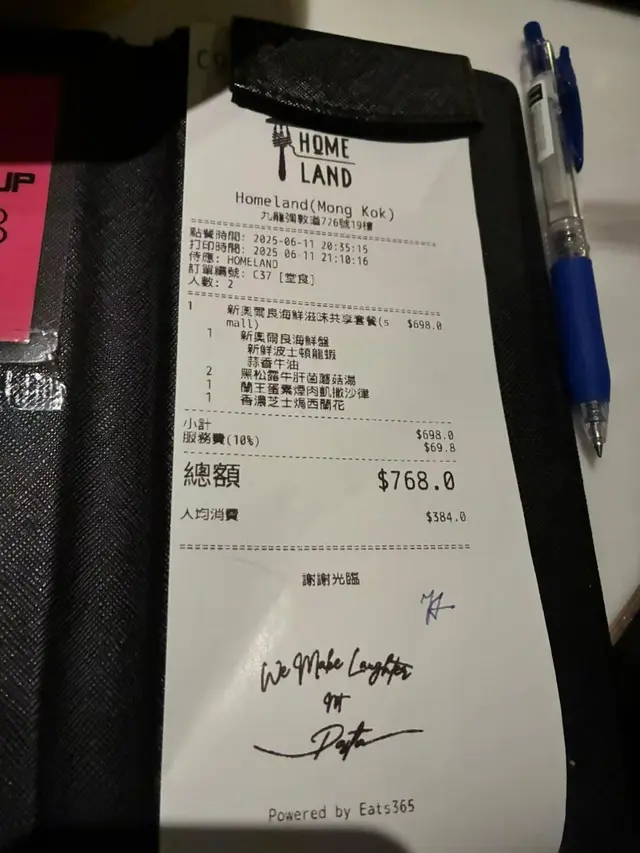 UP
HOME
LAND
Homeland(Mong Kok)
九龍彌敦道726號19樓
點餐時間: 2025-06-11 20:35:15
打印時間: 2025 06-11 21:10:16
侍應: HOMELAND
訂單編號: C37 [堂食]
人數: 2
1 新奧爾良海鮮滋味共享套餐(s $698.0
mall)
1 新奧爾良海鮮盤
新鮮波士頓龍蝦
蒜香牛油
2 黑松露牛肝菌蘑菇湯
1 蘭王蛋素煙肉凱撒沙律
1 香濃芝士焗西蘭花
小計 $698.0
服務費(10%) $69.8
總額 $768.0
人均消費 $384.0
謝謝光臨
We Make Laughter
Pasta
Powered by Eats365